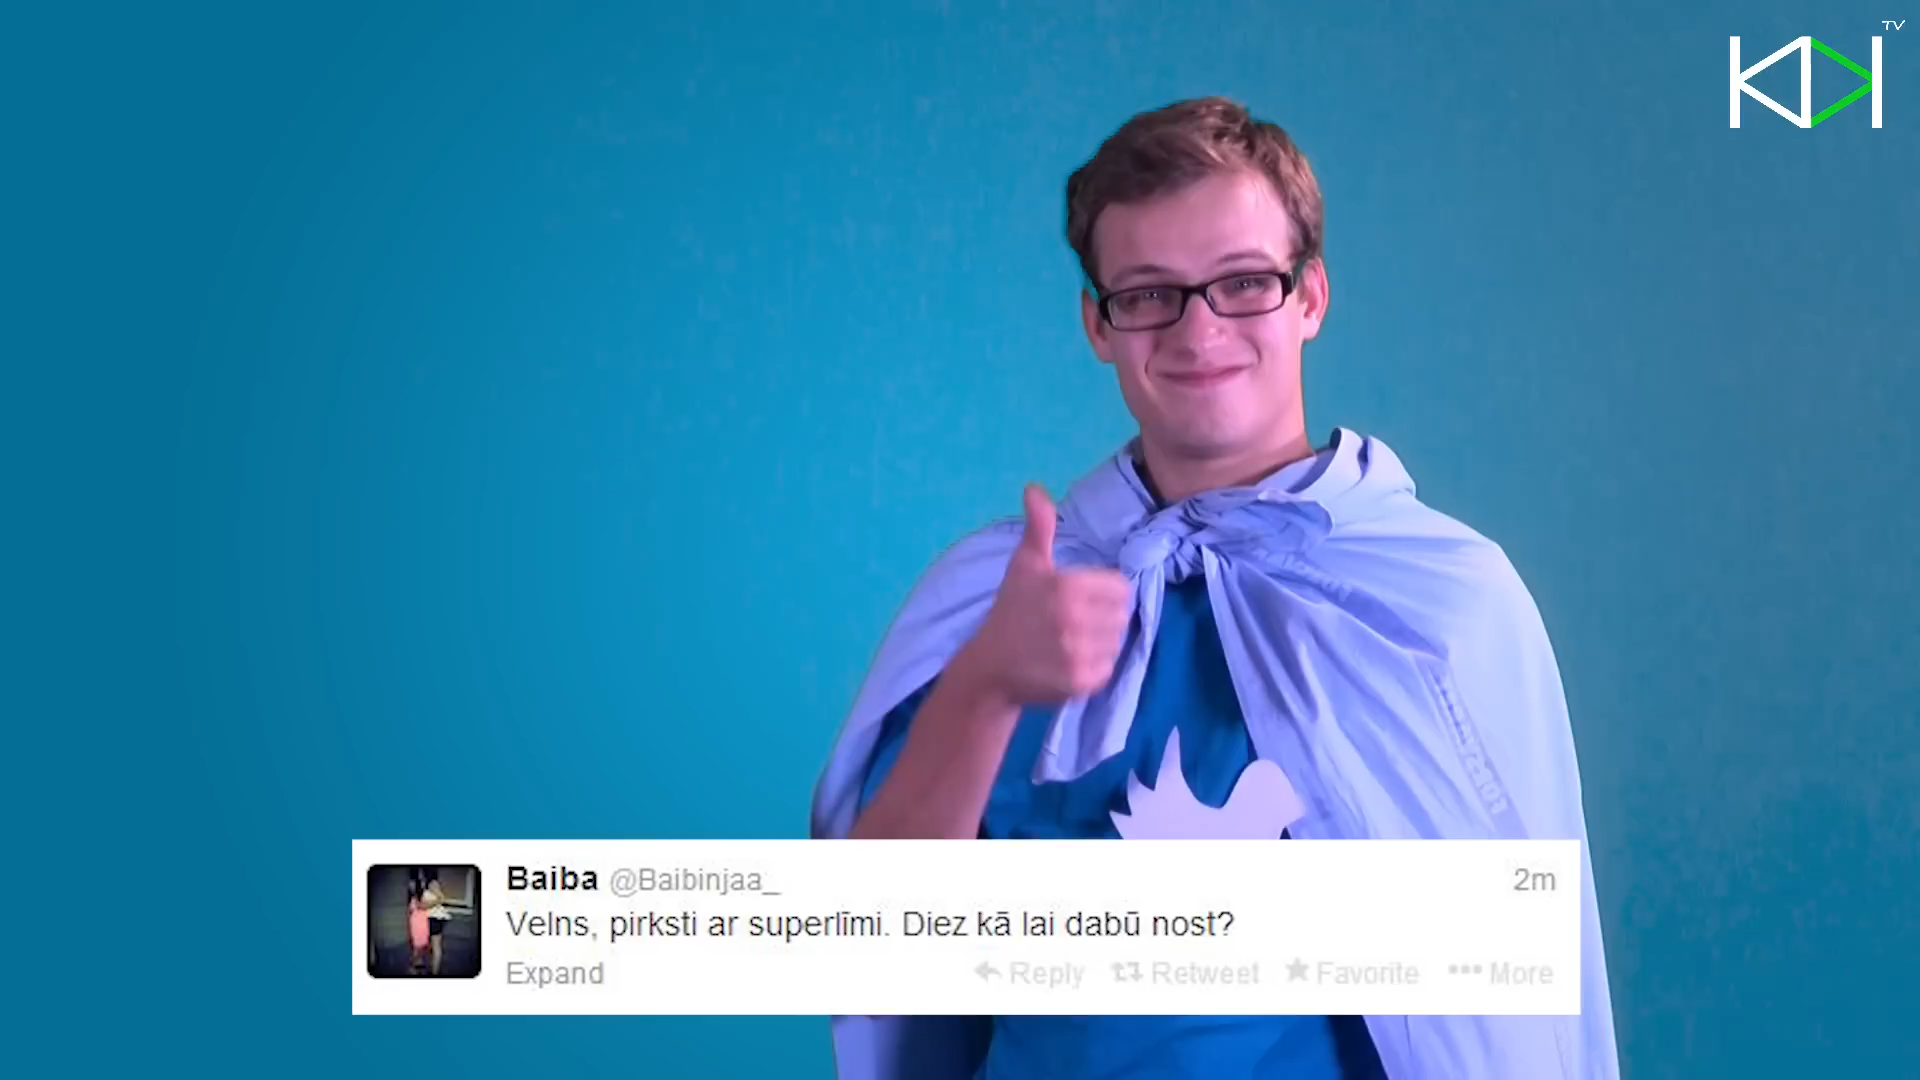 TV
Baiba @Baibinjaa_ 2m
Velns, pirksti ar superlīmi. Diez kā lai dabū nost?
Expand Reply Retweet Favorite More